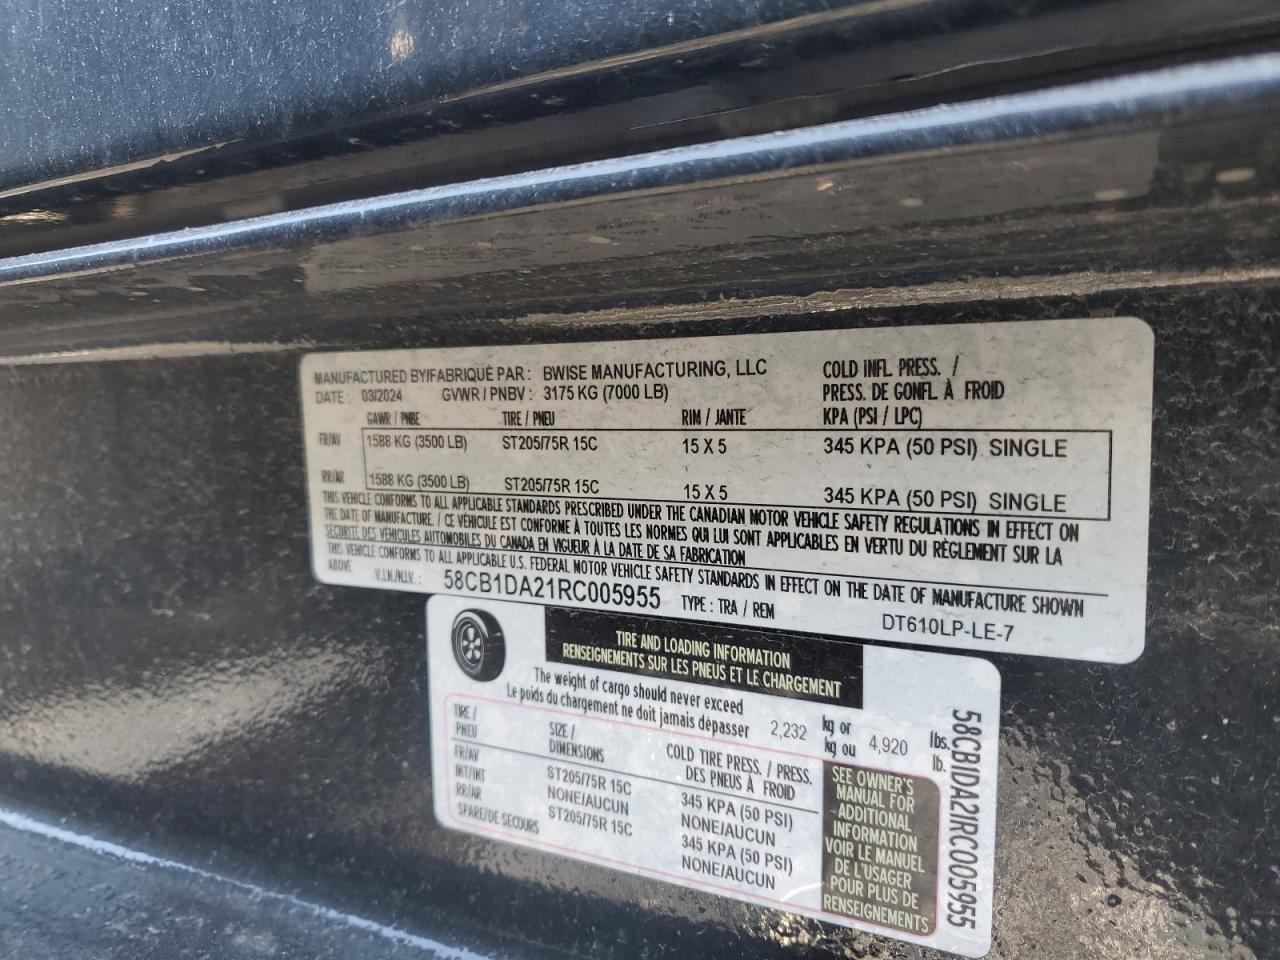 MANUFACTURED BY/FABRIQUÉ PAR : BWISE MANUFACTURING, LLC
DATE : 03/2024 GVWR / PNBV : 3175 KG (7000 LB)
COLD INFL PRESS. /
PRESS. DE GONFL À FROID
GAWR / PNBE TIRE / PNEU RIM / JANTE KPA (PSI / LPC)
FR/AV 1588 KG (3500 LB) ST205/75R 15C 15 X 5 345 KPA (50 PSI) SINGLE
RR/AR 1588 KG (3500 LB) ST205/75R 15C 15 X 5 345 KPA (50 PSI) SINGLE
THIS VEHICLE CONFORMS TO ALL APPLICABLE STANDARDS PRESCRIBED UNDER THE CANADIAN MOTOR VEHICLE SAFETY REGULATIONS IN EFFECT ON
THE DATE OF MANUFACTURE. / CE VÉHICULE EST CONFORME À TOUTES LES NORMES QUI LUI SONT APPLICABLES EN VERTU DU RÈGLEMENT SUR LA
SÉCURITÉ DES VÉHICULES AUTOMOBILES DU CANADA EN VIGUEUR À LA DATE DE SA FABRICATION
THIS VEHICLE CONFORMS TO ALL APPLICABLE U.S. FEDERAL MOTOR VEHICLE SAFETY STANDARDS IN EFFECT ON THE DATE OF MANUFACTURE SHOWN
ABOVE V.I.N./N.I.V. : 58CB1DA21RC005955 TYPE : TRA / REM DT610LP-LE-7
TIRE AND LOADING INFORMATION
RENSEIGNEMENTS SUR LES PNEUS ET LE CHARGEMENT
The weight of cargo should never exceed
Le poids du chargement ne doit jamais dépasser
2,232 kg or
kg ou 4,920 lbs.
lb.
TIRE /
PNEU
SIZE /
DIMENSIONS
COLD TIRE PRESS. / PRESS.
DES PNEUS À FROID
FR/AV ST205/75R 15C 345 KPA (50 PSI)
INT/INT NONE/AUCUN NONE/AUCUN
RR/AR ST205/75R 15C 345 KPA (50 PSI)
SPARE/DE SECOURS NONE/AUCUN
SEE OWNER'S
MANUAL FOR
ADDITIONAL
INFORMATION
VOIR LE MANUEL
DE L'USAGER
POUR PLUS DE
RENSEIGNEMENTS
58CB1DA21RC005955